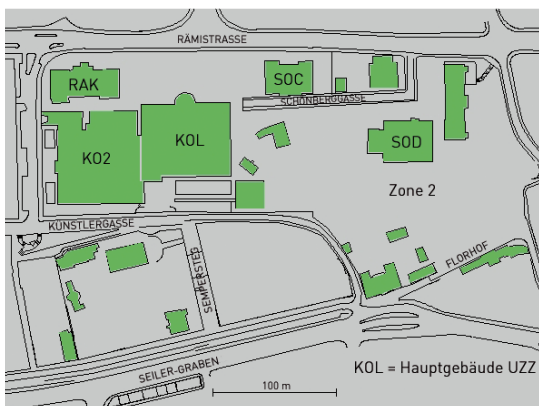 RÄMISTRASSE
RAK
SOC
SCHÖNBERGGASSE
KO2
KOL
SOD
Zone 2
KÜNSTLERGASSE
SEMPERSTEG
FLORHOF
SEILER-GRABEN
100 m
KOL = Hauptgebäude UZZ